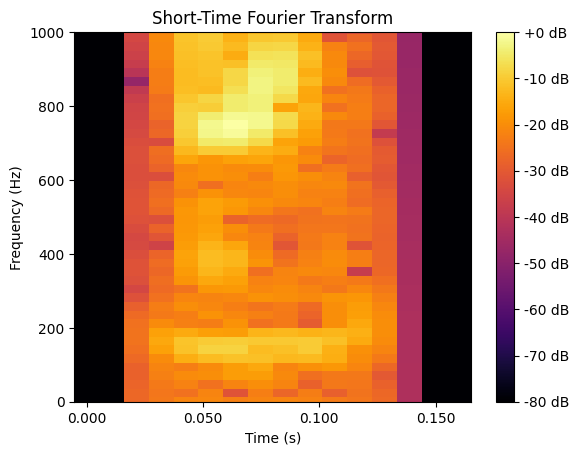 Short-Time Fourier Transform
1000
800
600
400
200
0
Frequency (Hz)
0.000
0.050
0.100
0.150
Time (s)
+0 dB
-10 dB
-20 dB
-30 dB
-40 dB
-50 dB
-60 dB
-70 dB
-80 dB